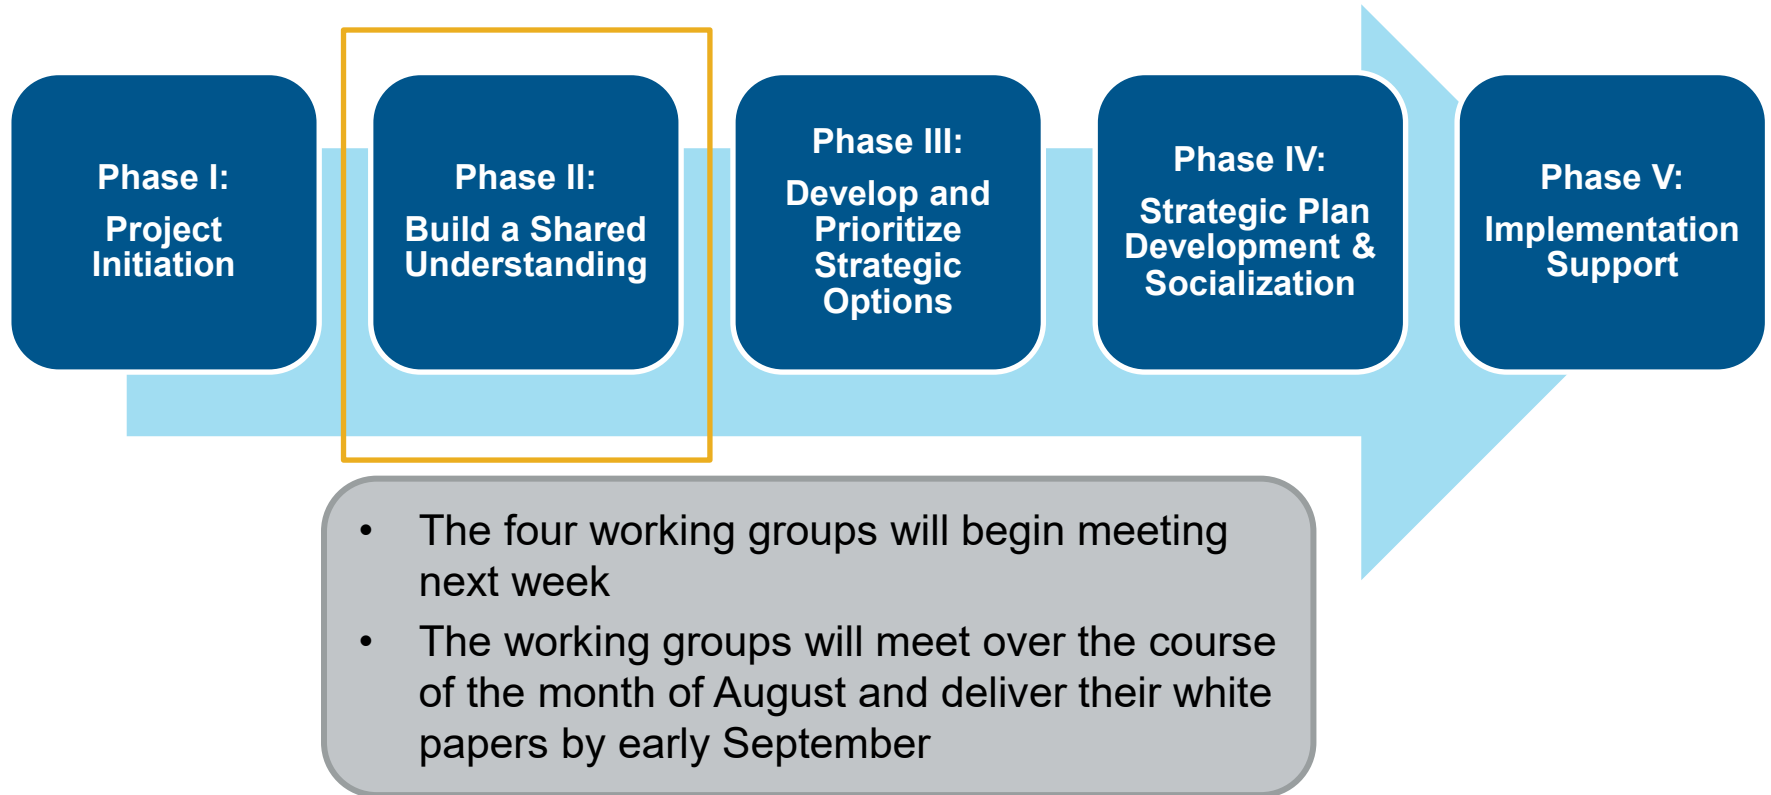 Phase I:
Project
Initiation
Phase II:
Build a Shared
Understanding
Phase III:
Develop and
Prioritize
Strategic
Options
Phase IV:
Strategic Plan
Development &
Socialization
Phase V:
Implementation
Support
• The four working groups will begin meeting
next week
• The working groups will meet over the course
of the month of August and deliver their white
papers by early September